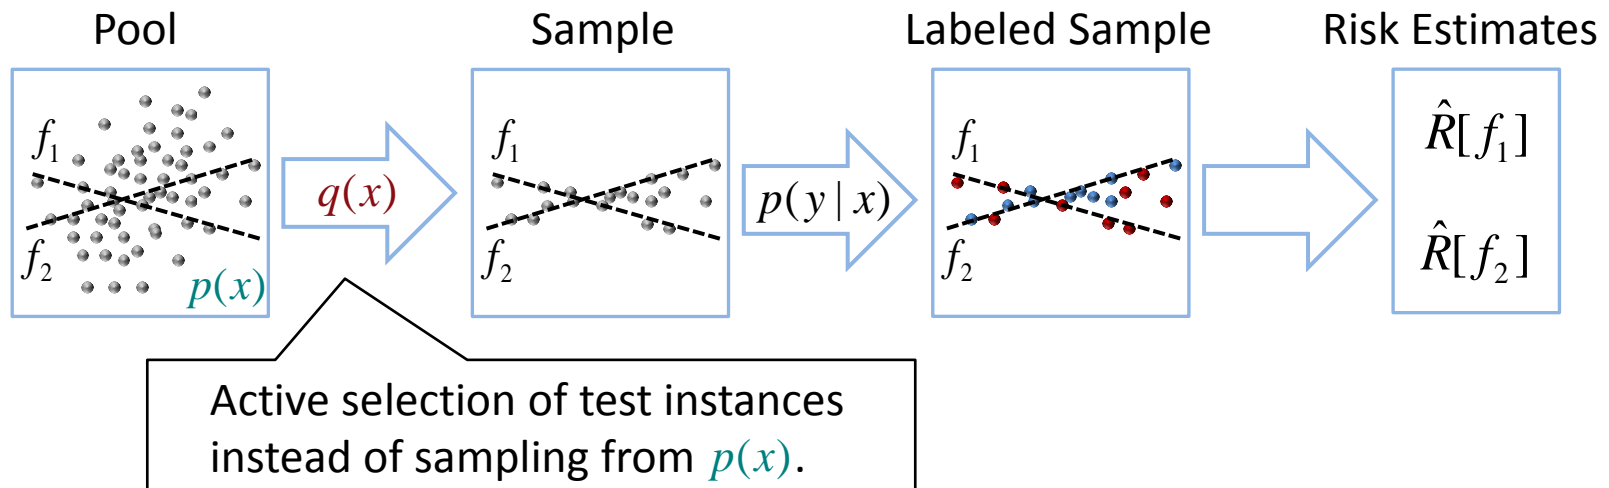 Pool
Sample
Labeled Sample
Risk Estimates
f₁
f₂
p(x)
q(x)
f₁
f₂
p(y|x)
f₁
f₂
R̂[f₁]
R̂[f₂]
Active selection of test instances
instead of sampling from p(x).